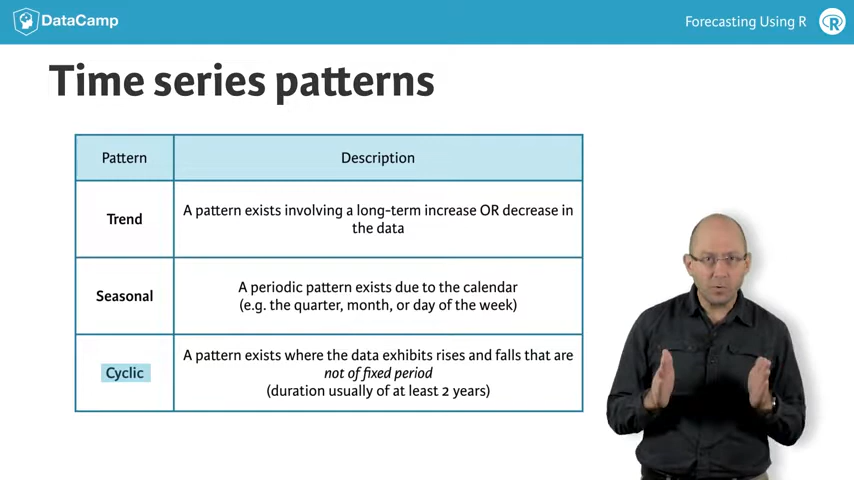 DataCamp
Forecasting Using R
R
Time series patterns
Pattern
Description
Trend
A pattern exists involving a long-term increase OR decrease in
the data
Seasonal
A periodic pattern exists due to the calendar
(e.g. the quarter, month, or day of the week)
Cyclic
A pattern exists where the data exhibits rises and falls that are
not of fixed period
(duration usually of at least 2 years)